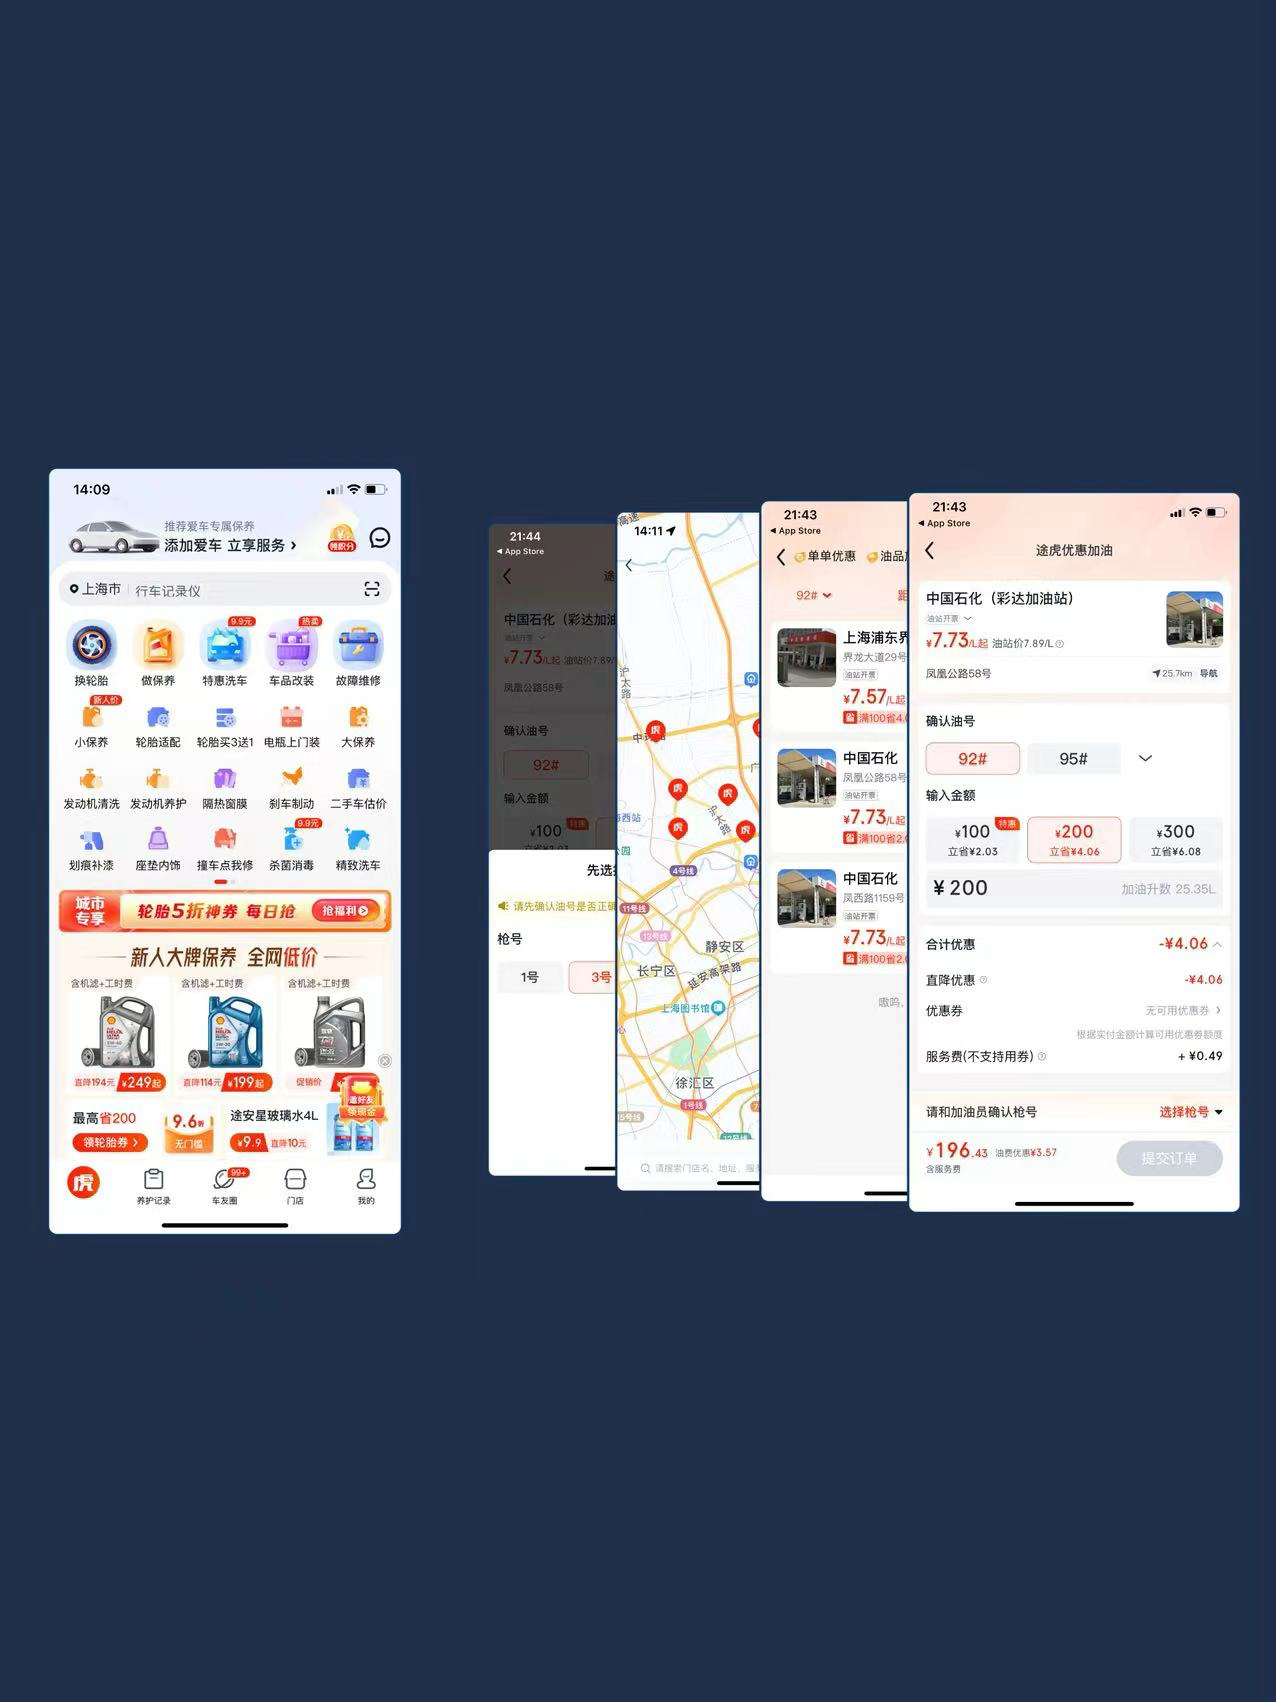 14:09
推荐爱车专属保养
添加爱车 立享服务
领积分
上海市
行车记录仪
9.9元
热卖
换轮胎
做保养
特惠洗车
车品改装
故障维修
新人价
小保养
轮胎适配
轮胎买3送1
电瓶上门装
大保养
发动机清洗
发动机养护
隔热窗膜
刹车制动
二手车估价
9.9元
划痕补漆
座垫内饰
撞车点我修
杀菌消毒
精致洗车
城市
专享
轮胎5折神券 每日抢
抢福利
新人大牌保养 全网低价
含机滤+工时费
含机滤+工时费
含机滤+工时费
直降194元 ¥249起
直降114元 ¥199起
促销价
邀好友
领现金
最高省200
领轮胎券
9.6折
无门槛
途安星玻璃水4L
¥9.9 直降10元
虎
养护记录
99+
车友圈
门店
我的
21:44
App Store
途
中国石化（彩达加油
油站开票
¥7.73/L起 油站价7.89/
凤凰公路58号
确认油号
92#
输入金额
¥100
特惠
立省¥2.03
先选
请先确认油号是否正确
枪号
1号
3号
14:11
高速
沪太路
虎
虎
虎
虎
虎
沪太路
4号线
11号线
13号线
静安区
长宁区
延安高架路
上海图书馆
徐汇区
1号线
15号线
12号线
请搜索门店名、地址、服务
21:43
App Store
单单优惠
油品
92#
距
上海浦东界
界龙大道29号
油站开票
¥7.57/L起
省 满100省4.
中国石化
凤凰公路58号
油站开票
¥7.73/L起
省 满100省2.
中国石化
凤西路1159号
油站开票
¥7.73/L起
省 满100省2.
嗷呜,
21:43
App Store
途虎优惠加油
中国石化（彩达加油站）
油站开票
¥7.73/L起 油站价7.89/L
凤凰公路58号
25.7km 导航
确认油号
92#
95#
输入金额
¥100
特惠
立省¥2.03
¥200
立省¥4.06
¥300
立省¥6.08
¥200
加油升数 25.35L
合计优惠
-¥4.06
直降优惠
-¥4.06
优惠券
无可用优惠券
根据实付金额计算可用优惠券额度
服务费(不支持用券)
+ ¥0.49
请和加油员确认枪号
选择枪号
¥196.43 油费优惠¥3.57
含服务费
提交订单